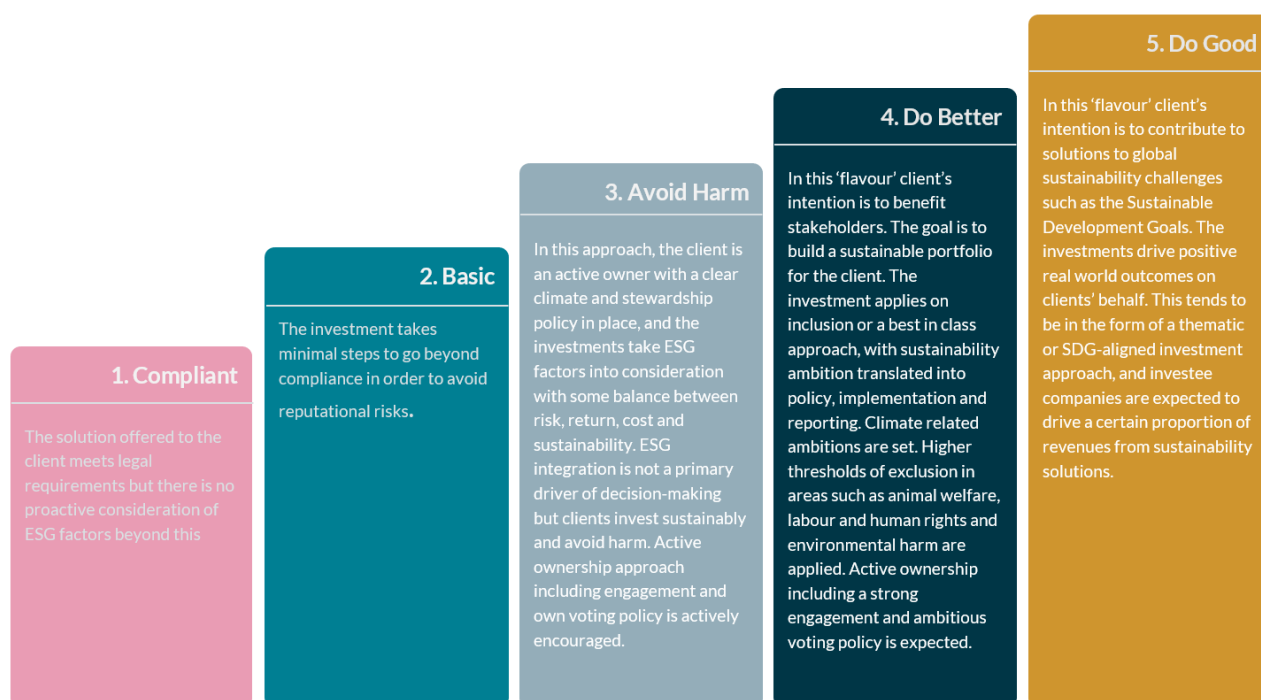 1. Compliant
The solution offered to the
client meets legal
requirements but there is no
proactive consideration of
ESG factors beyond this
2. Basic
The investment takes
minimal steps to go beyond
compliance in order to avoid
reputational risks.
3. Avoid Harm
In this approach, the client is
an active owner with a clear
climate and stewardship
policy in place, and the
investments take ESG
factors into consideration
with some balance between
risk, return, cost and
sustainability. ESG
integration is not a primary
driver of decision-making
but clients invest sustainably
and avoid harm. Active
ownership approach
including engagement and
own voting policy is actively
encouraged.
4. Do Better
In this ‘flavour’ client’s
intention is to benefit
stakeholders. The goal is to
build a sustainable portfolio
for the client. The
investment applies on
inclusion or a best in class
approach, with sustainability
ambition translated into
policy, implementation and
reporting. Climate related
ambitions are set. Higher
thresholds of exclusion in
areas such as animal welfare,
labour and human rights and
environmental harm are
applied. Active ownership
including a strong
engagement and ambitious
voting policy is expected.
5. Do Good
In this ‘flavour’ client’s
intention is to contribute to
solutions to global
sustainability challenges
such as the Sustainable
Development Goals. The
investments drive positive
real world outcomes on
clients’ behalf. This tends to
be in the form of a thematic
or SDG-aligned investment
approach, and investee
companies are expected to
drive a certain proportion of
revenues from sustainability
solutions.